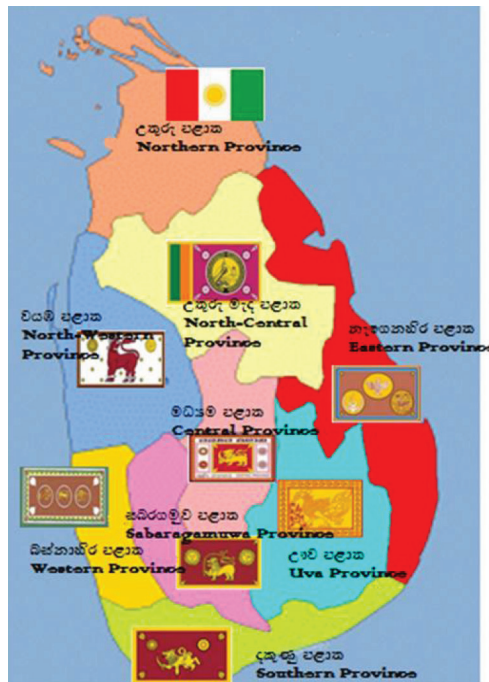 උතුරු පළාත
Northern Province
උතුරු මැද පළාත
North-Central
Province
වයඹ පළාත
North-Western
Province
නැගෙනහිර පළාත
Eastern Province
මධ්‍යම පළාත
Central Province
සබරගමුව පළාත
Sabaragamuwa Province
බස්නාහිර පළාත
Western Province
ඌව පළාත
Uva Province
දකුණු පළාත
Southern Province